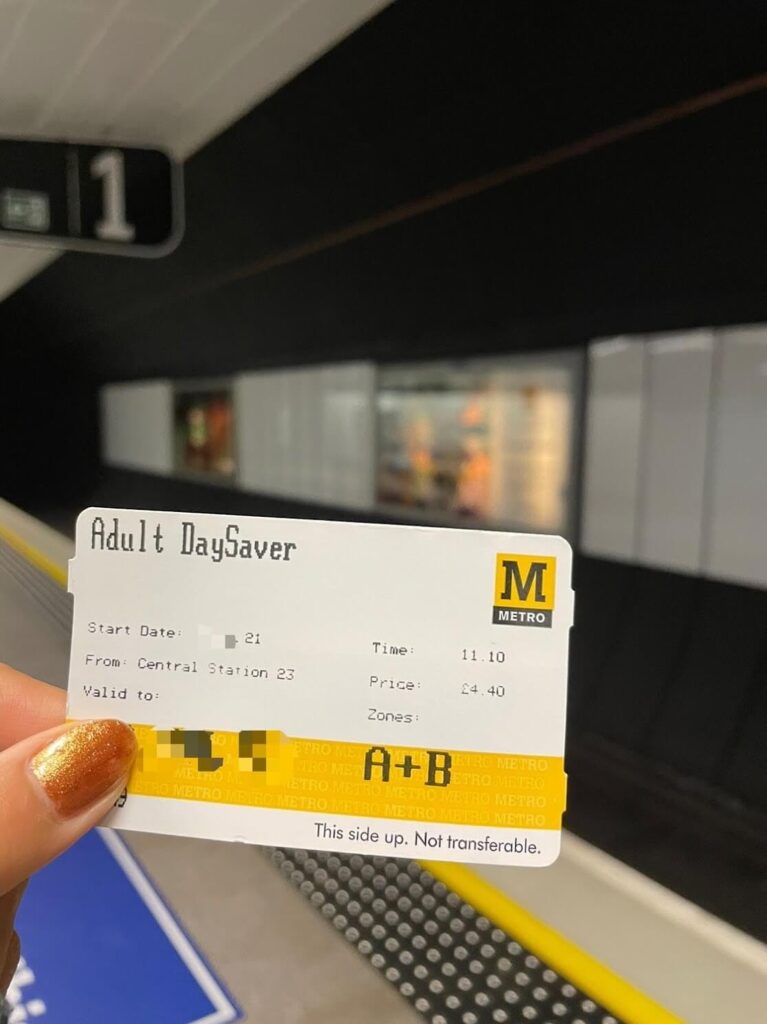 1
Adult DaySaver
M
METRO
Start Date: 21
Time: 11.10
From: Central Station 23
Price: £4.40
Valid to:
Zones:
A+B
This side up. Not transferable.